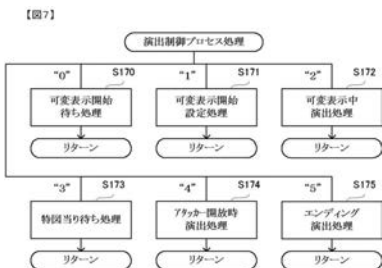 【図7】
演出制御プロセス処理
"0" S170 "1" S171 "2" S172
可変表示開始
待ち処理
可変表示開始
設定処理
可変表示中
演出処理
リターン リターン リターン
"3" S173 "4" S174 "5" S175
特図当り待ち処理
アタッカー開放時
演出処理
エンディング
演出処理
リターン リターン リターン